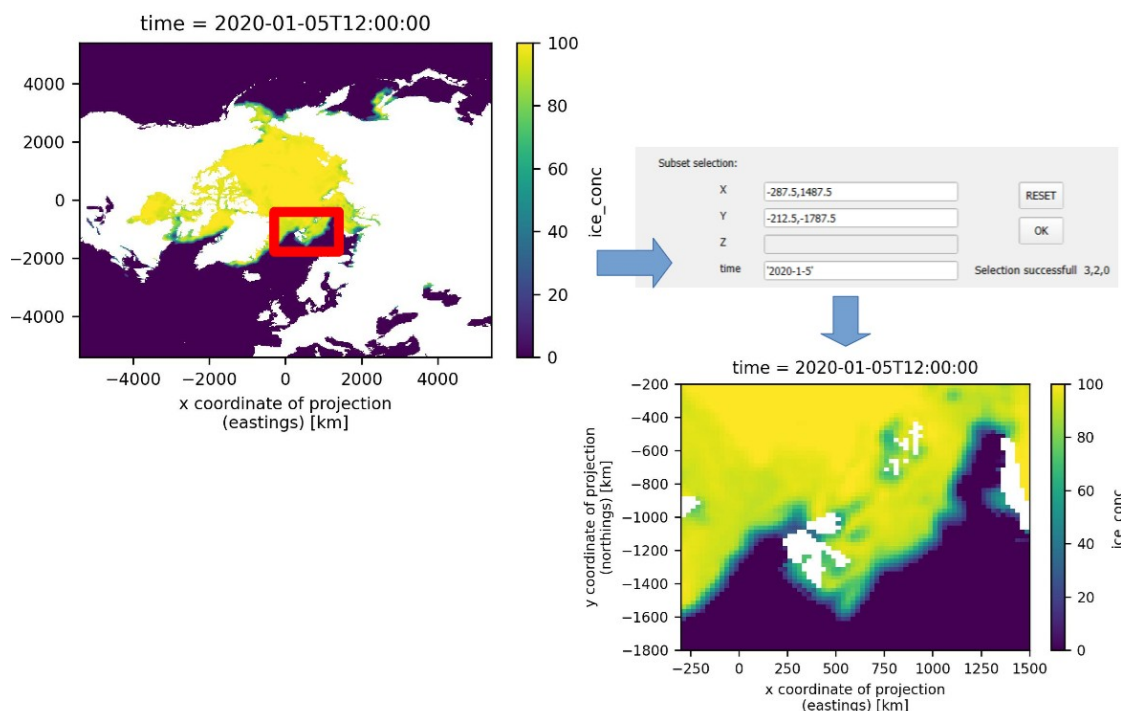 time = 2020-01-05T12:00:00
4000
2000
0
−2000
−4000
−4000
−2000
0
2000
4000
x coordinate of projection
(eastings) [km]
100
80
60
40
20
0
ice_conc
Subset selection:
X
-287.5,1487.5
RESET
Y
-212.5,-1787.5
OK
Z
time
'2020-1-5'
Selection successfull 3,2,0
time = 2020-01-05T12:00:00
y coordinate of projection
(northings) [km]
−200
−400
−600
−800
−1000
−1200
−1400
−1600
−1800
−250
0
250
500
750
1000
1250
1500
x coordinate of projection
(eastings) [km]
100
80
60
40
20
0
ice_conc